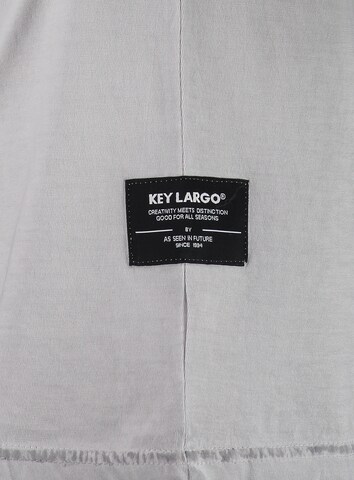 KEY LARGO®
CREATIVITY MEETS DISTINCTION
GOOD FOR ALL SEASONS
BY
AS SEEN IN FUTURE
SINCE 1994